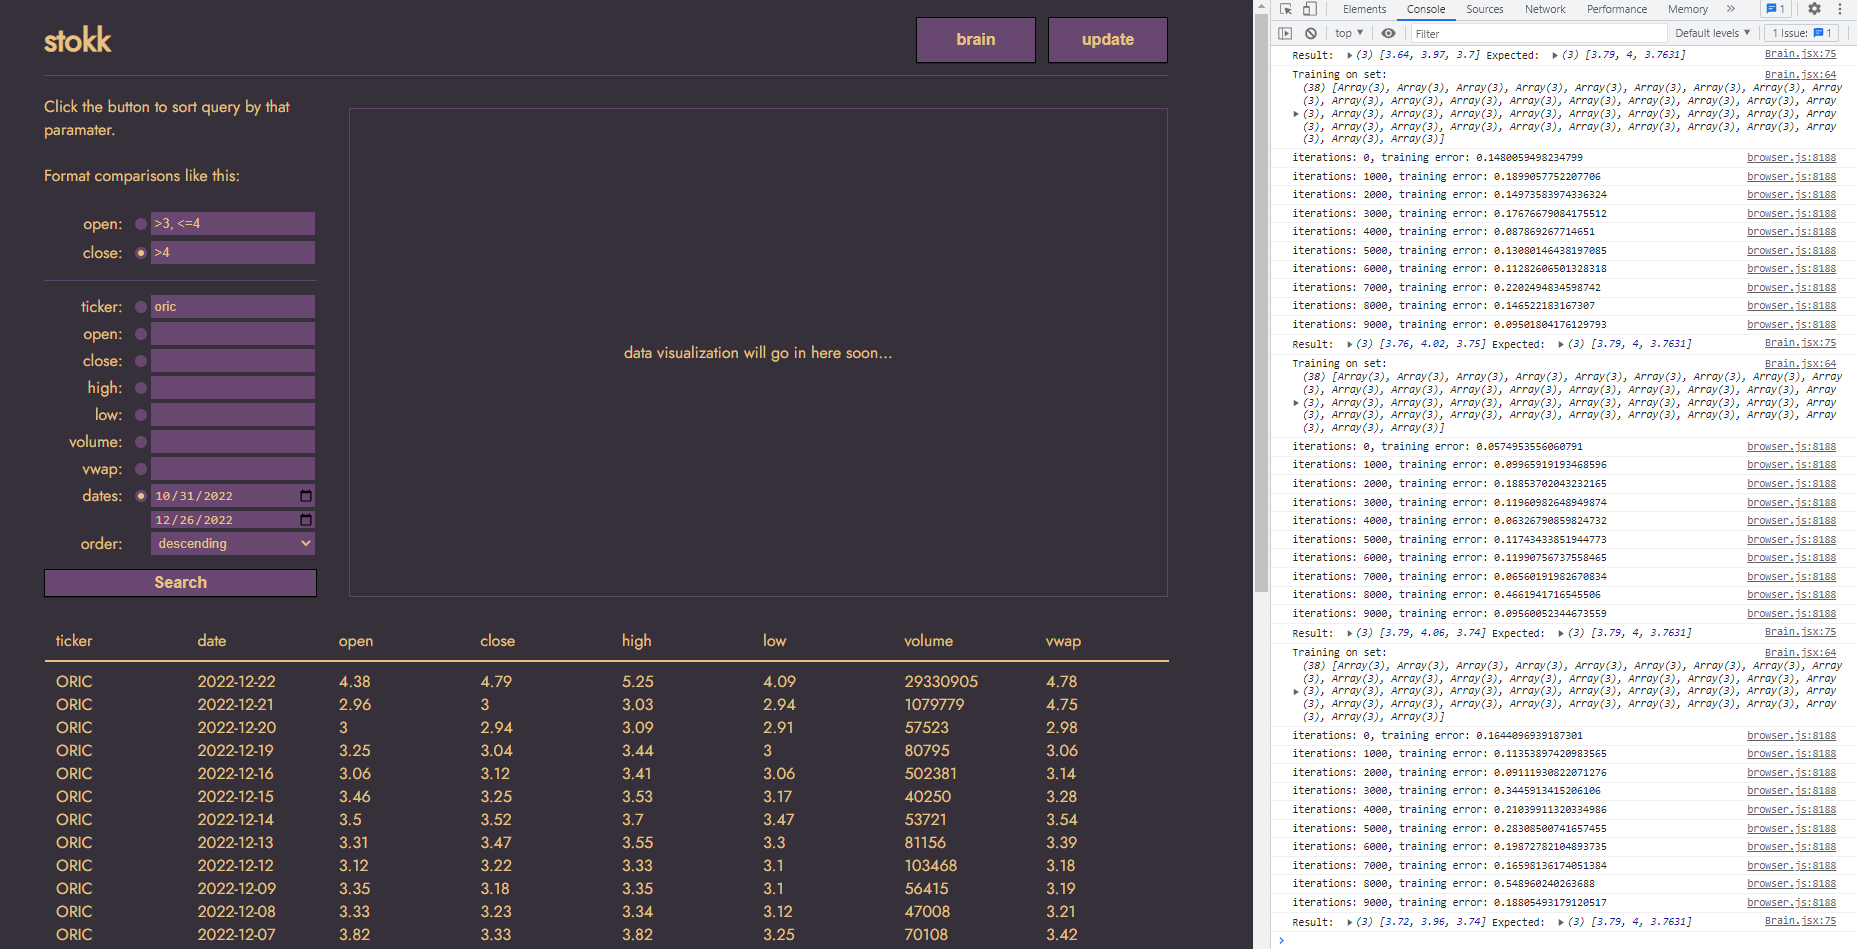 stokk
brain
update
Click the button to sort query by that
paramater.
Format comparisons like this:
open: >3, <=4
close: >4
ticker: oric
open:
close:
high:
low:
volume:
vwap:
dates: 10/31/2022
12/26/2022
order: descending
Search
data visualization will go in here soon...
ticker date open close high low volume vwap
ORIC 2022-12-22 4.38 4.79 5.25 4.09 29330905 4.78
ORIC 2022-12-21 2.96 3 3.03 2.94 1079779 4.75
ORIC 2022-12-20 3 2.94 3.09 2.91 57523 2.98
ORIC 2022-12-19 3.25 3.04 3.44 3 80795 3.06
ORIC 2022-12-16 3.06 3.12 3.41 3.06 502381 3.14
ORIC 2022-12-15 3.46 3.25 3.53 3.17 40250 3.28
ORIC 2022-12-14 3.5 3.52 3.7 3.47 53721 3.54
ORIC 2022-12-13 3.31 3.47 3.55 3.3 81156 3.39
ORIC 2022-12-12 3.12 3.22 3.33 3.1 103468 3.18
ORIC 2022-12-09 3.35 3.18 3.35 3.1 56415 3.19
ORIC 2022-12-08 3.33 3.23 3.34 3.12 47008 3.21
ORIC 2022-12-07 3.82 3.33 3.82 3.25 70108 3.42
Elements Console Sources Network Performance Memory » 1
top Filter Default levels 1 Issue: 1
Result: (3) [3.64, 3.97, 3.7] Expected: (3) [3.79, 4, 3.7631] Brain.jsx:75
Training on set: Brain.jsx:64
(38) [Array(3), Array(3), Array(3), Array(3), Array(3), Array(3), Array(3), Array(3), Array
(3), Array(3), Array(3), Array(3), Array(3), Array(3), Array(3), Array(3), Array(3), Array
(3), Array(3), Array(3), Array(3), Array(3), Array(3), Array(3), Array(3), Array(3), Array
(3), Array(3), Array(3), Array(3), Array(3), Array(3), Array(3), Array(3), Array(3), Array
(3), Array(3), Array(3)]
iterations: 0, training error: 0.1480059498234799 browser.js:8188
iterations: 1000, training error: 0.1899057752207706 browser.js:8188
iterations: 2000, training error: 0.14973583974336324 browser.js:8188
iterations: 3000, training error: 0.17676679084175512 browser.js:8188
iterations: 4000, training error: 0.087869267714651 browser.js:8188
iterations: 5000, training error: 0.13080146438197085 browser.js:8188
iterations: 6000, training error: 0.11282606501328318 browser.js:8188
iterations: 7000, training error: 0.2202494834598742 browser.js:8188
iterations: 8000, training error: 0.146522183167307 browser.js:8188
iterations: 9000, training error: 0.09501804176129793 browser.js:8188
Result: (3) [3.76, 4.02, 3.75] Expected: (3) [3.79, 4, 3.7631] Brain.jsx:75
Training on set: Brain.jsx:64
(38) [Array(3), Array(3), Array(3), Array(3), Array(3), Array(3), Array(3), Array(3), Array
(3), Array(3), Array(3), Array(3), Array(3), Array(3), Array(3), Array(3), Array(3), Array
(3), Array(3), Array(3), Array(3), Array(3), Array(3), Array(3), Array(3), Array(3), Array
(3), Array(3), Array(3), Array(3), Array(3), Array(3), Array(3), Array(3), Array(3), Array
(3), Array(3), Array(3)]
iterations: 0, training error: 0.0574953556060791 browser.js:8188
iterations: 1000, training error: 0.09965919193468596 browser.js:8188
iterations: 2000, training error: 0.18853702043232165 browser.js:8188
iterations: 3000, training error: 0.11960982648949874 browser.js:8188
iterations: 4000, training error: 0.06326790859824732 browser.js:8188
iterations: 5000, training error: 0.11743433851944773 browser.js:8188
iterations: 6000, training error: 0.11990756737558465 browser.js:8188
iterations: 7000, training error: 0.06560191982670834 browser.js:8188
iterations: 8000, training error: 0.4661941716545506 browser.js:8188
iterations: 9000, training error: 0.09560052344673559 browser.js:8188
Result: (3) [3.79, 4.06, 3.74] Expected: (3) [3.79, 4, 3.7631] Brain.jsx:75
Training on set: Brain.jsx:64
(38) [Array(3), Array(3), Array(3), Array(3), Array(3), Array(3), Array(3), Array(3), Array
(3), Array(3), Array(3), Array(3), Array(3), Array(3), Array(3), Array(3), Array(3), Array
(3), Array(3), Array(3), Array(3), Array(3), Array(3), Array(3), Array(3), Array(3), Array
(3), Array(3), Array(3), Array(3), Array(3), Array(3), Array(3), Array(3), Array(3), Array
(3), Array(3), Array(3)]
iterations: 0, training error: 0.1644096939187301 browser.js:8188
iterations: 1000, training error: 0.11353897420983565 browser.js:8188
iterations: 2000, training error: 0.09111930822071276 browser.js:8188
iterations: 3000, training error: 0.3445913415206106 browser.js:8188
iterations: 4000, training error: 0.21039911320334986 browser.js:8188
iterations: 5000, training error: 0.28308500741657455 browser.js:8188
iterations: 6000, training error: 0.19872782104893735 browser.js:8188
iterations: 7000, training error: 0.16598136174051384 browser.js:8188
iterations: 8000, training error: 0.548960240263688 browser.js:8188
iterations: 9000, training error: 0.18805493179120517 browser.js:8188
Result: (3) [3.72, 3.96, 3.74] Expected: (3) [3.79, 4, 3.7631] Brain.jsx:75